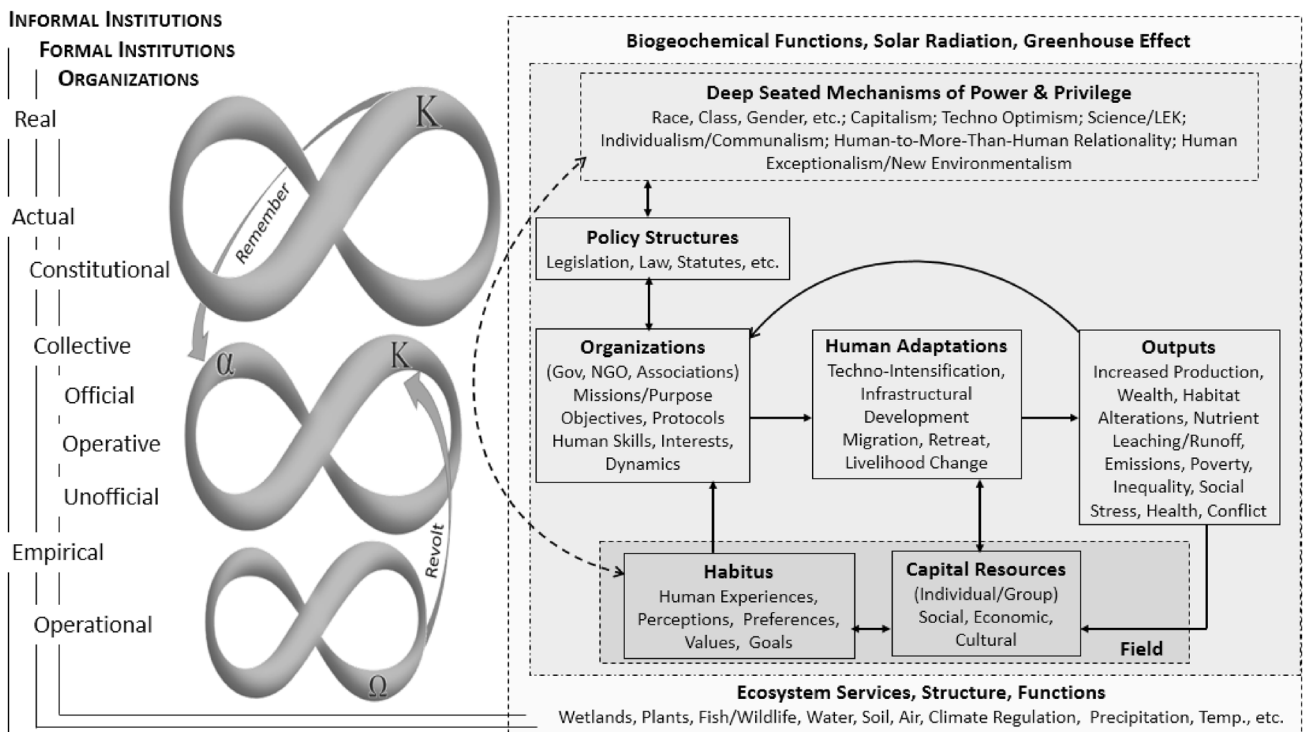 INFORMAL INSTITUTIONS
FORMAL INSTITUTIONS
ORGANIZATIONS
Real
Actual
Constitutional
Collective
Official
Operative
Unofficial
Empirical
Operational
K
Remember
α
K
Revolt
Ω
Biogeochemical Functions, Solar Radiation, Greenhouse Effect
Deep Seated Mechanisms of Power & Privilege
Race, Class, Gender, etc.; Capitalism; Techno Optimism; Science/LEK;
Individualism/Communalism; Human-to-More-Than-Human Relationality; Human
Exceptionalism/New Environmentalism
Policy Structures
Legislation, Law, Statutes, etc.
Organizations
(Gov, NGO, Associations)
Missions/Purpose
Objectives, Protocols
Human Skills, Interests,
Dynamics
Human Adaptations
Techno-Intensification,
Infrastructural
Development
Migration, Retreat,
Livelihood Change
Outputs
Increased Production,
Wealth, Habitat
Alterations, Nutrient
Leaching/Runoff,
Emissions, Poverty,
Inequality, Social
Stress, Health, Conflict
Habitus
Human Experiences,
Perceptions, Preferences,
Values, Goals
Capital Resources
(Individual/Group)
Social, Economic,
Cultural
Field
Ecosystem Services, Structure, Functions
Wetlands, Plants, Fish/Wildlife, Water, Soil, Air, Climate Regulation, Precipitation, Temp., etc.